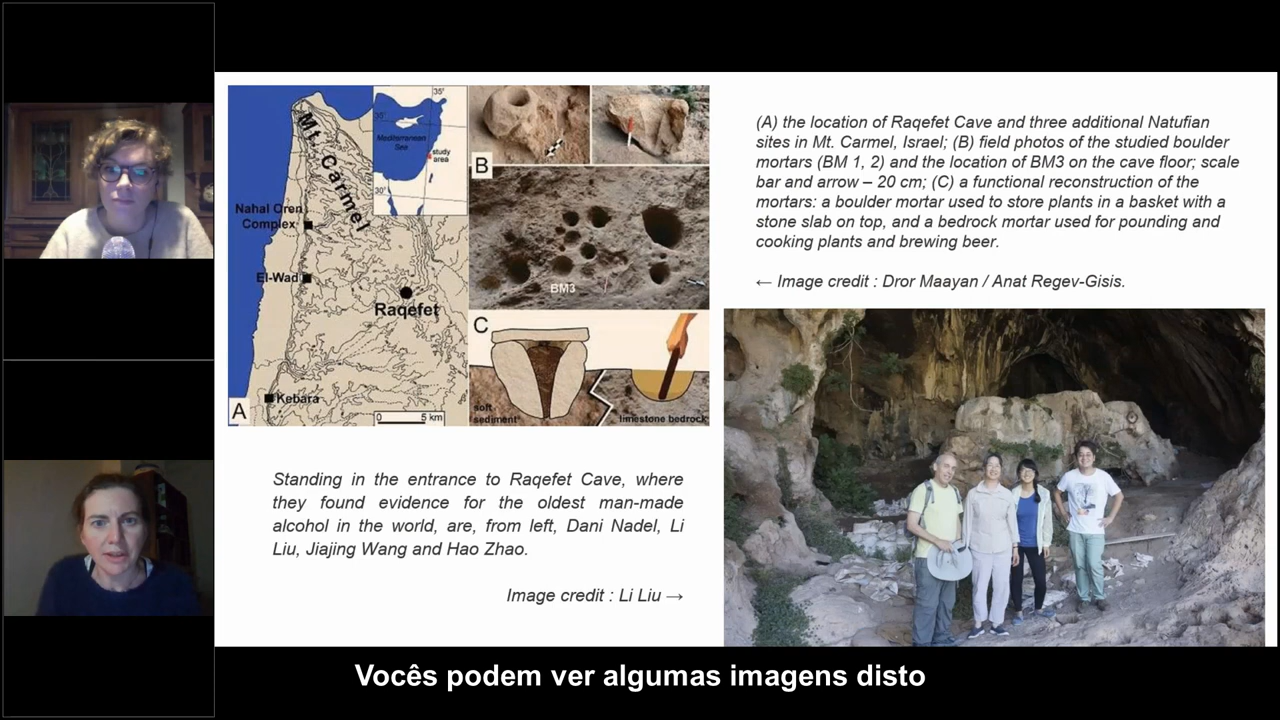 Mt. Carmel
35°
30°
Mediterranean
Sea
study
area
30°
Nahal Oren
Complex
El-Wad
Raqefet
Kebara
0 5 km
A
B
BM3
C
soft
sediment
limestone bedrock
(A) the location of Raqefet Cave and three additional Natufian
sites in Mt. Carmel, Israel; (B) field photos of the studied boulder
mortars (BM 1, 2) and the location of BM3 on the cave floor; scale
bar and arrow – 20 cm; (C) a functional reconstruction of the
mortars: a boulder mortar used to store plants in a basket with a
stone slab on top, and a bedrock mortar used for pounding and
cooking plants and brewing beer.
← Image credit : Dror Maayan / Anat Regev-Gisis.
Standing in the entrance to Raqefet Cave, where
they found evidence for the oldest man-made
alcohol in the world, are, from left, Dani Nadel, Li
Liu, Jiajing Wang and Hao Zhao.
Image credit : Li Liu →
Vocês podem ver algumas imagens disto